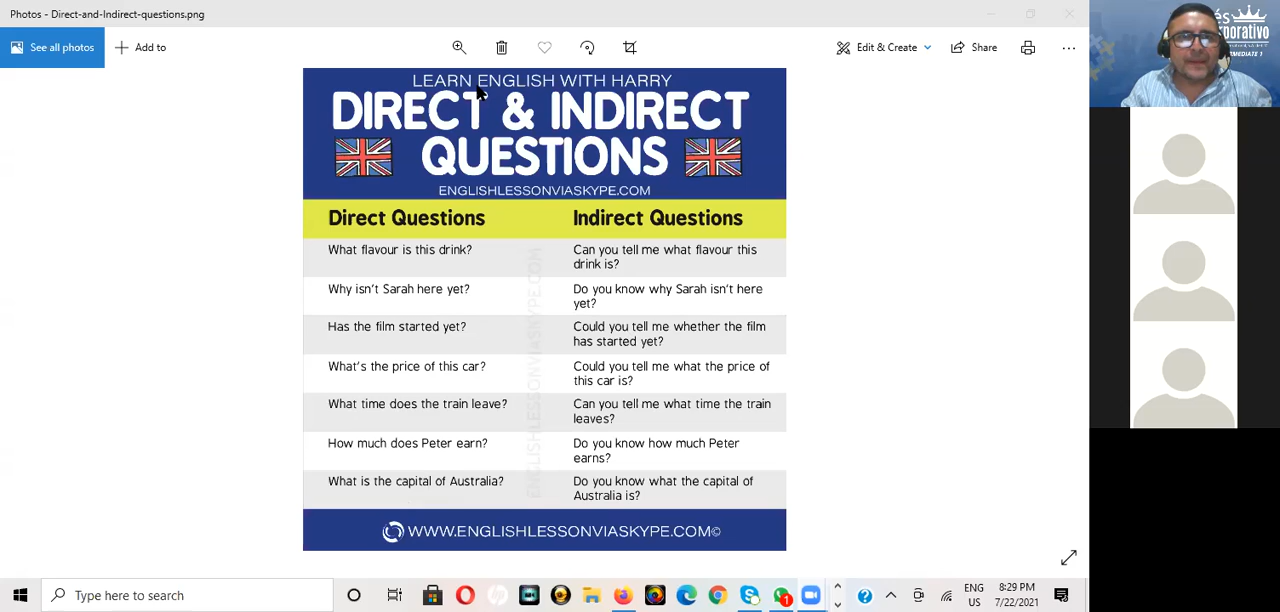 Photos - Direct-and-Indirect-questions.png
See all photos
Add to
Edit & Create
Share
és
rporativo
LEARN ENGLISH WITH HARRY
DIRECT & INDIRECT
QUESTIONS
ENGLISHLESSONVIASKYPE.COM
Direct Questions Indirect Questions
What flavour is this drink?
Can you tell me what flavour this
drink is?
Why isn't Sarah here yet?
Do you know why Sarah isn't here
yet?
Has the film started yet?
Could you tell me whether the film
has started yet?
What's the price of this car?
Could you tell me what the price of
this car is?
What time does the train leave?
Can you tell me what time the train
leaves?
How much does Peter earn?
Do you know how much Peter
earns?
What is the capital of Australia?
Do you know what the capital of
Australia is?
ENGLISHLESSONVIASKYPE.COM
WWW.ENGLISHLESSONVIASKYPE.COM©
Type here to search
1
ENG
US
8:29 PM
7/22/2021